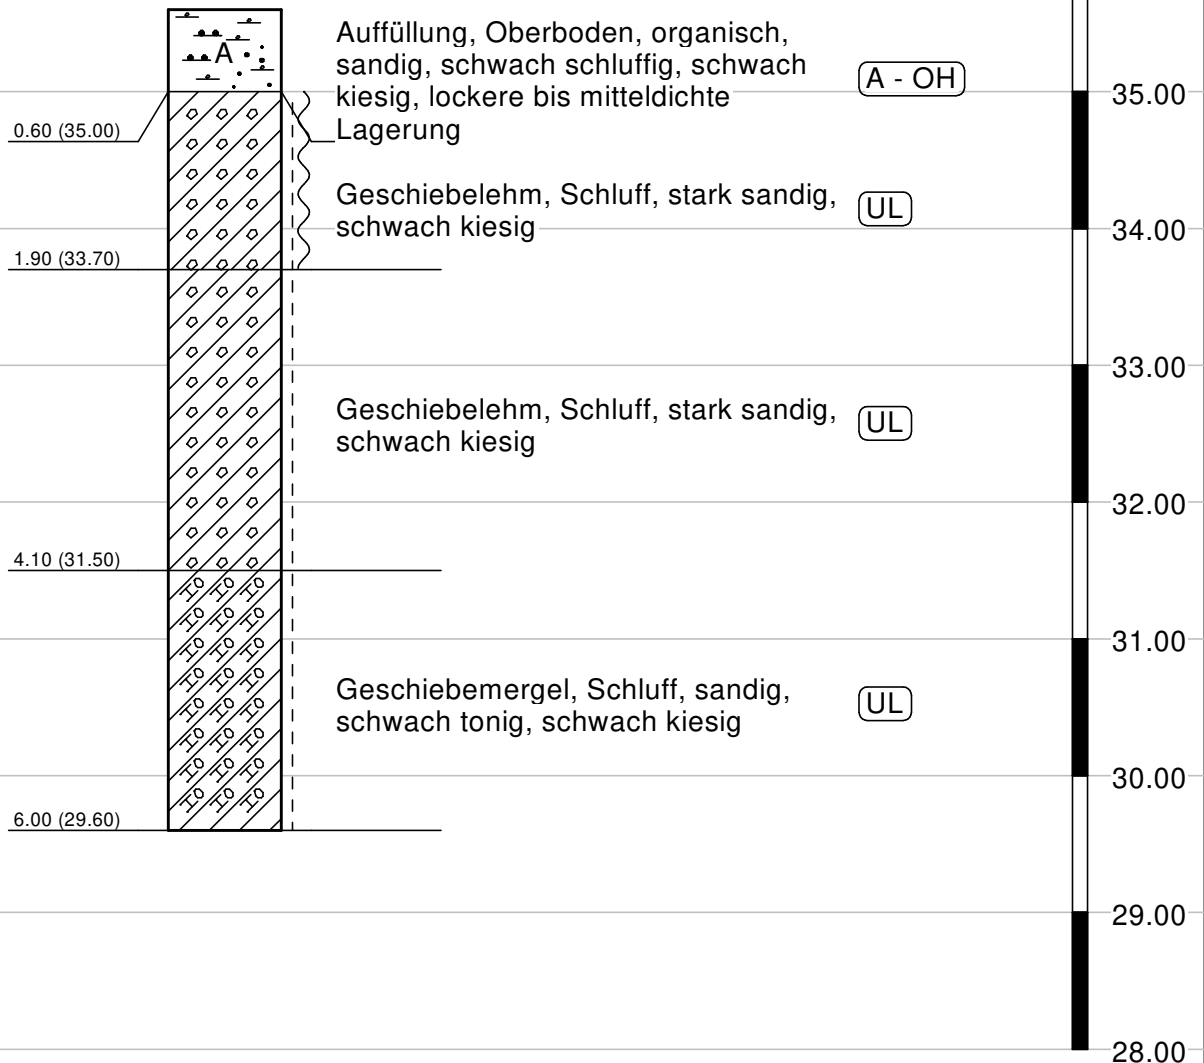 Auffüllung, Oberboden, organisch,
sandig, schwach schluffig, schwach
kiesig, lockere bis mitteldichte
Lagerung
A
A - OH
35.00
0.60 (35.00)
Geschiebelehm, Schluff, stark sandig,
schwach kiesig
UL
34.00
1.90 (33.70)
33.00
Geschiebelehm, Schluff, stark sandig,
schwach kiesig
UL
32.00
4.10 (31.50)
31.00
Geschiebemergel, Schluff, sandig,
schwach tonig, schwach kiesig
UL
30.00
6.00 (29.60)
29.00
28.00